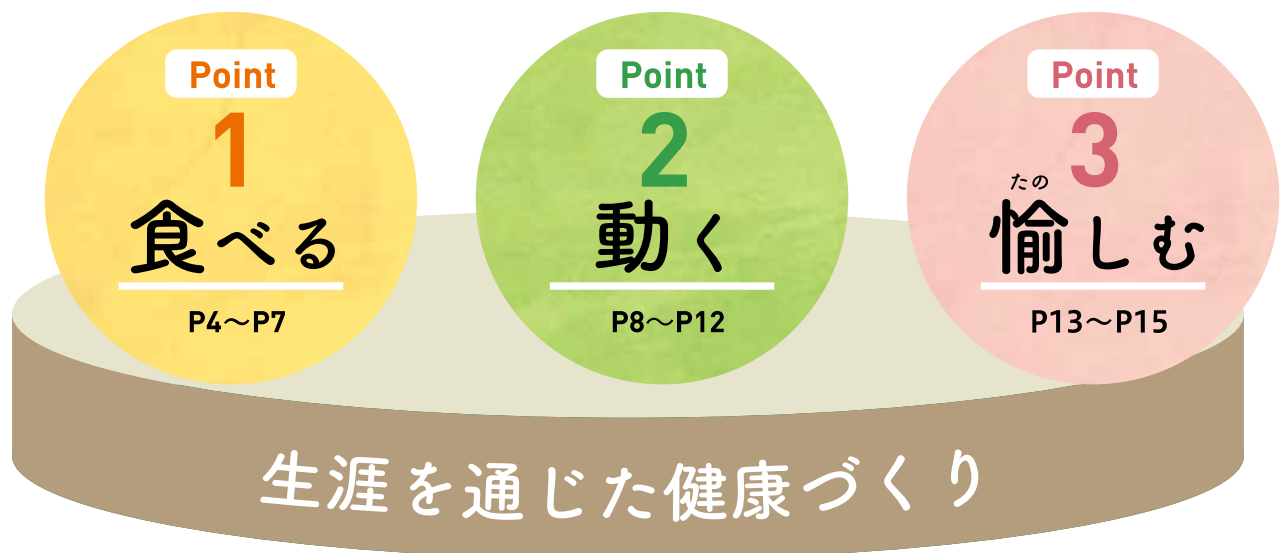 Point
1
食べる
P4～P7
Point
2
動く
P8～P12
Point
3
たの
愉しむ
P13～P15
生涯を通じた健康づくり